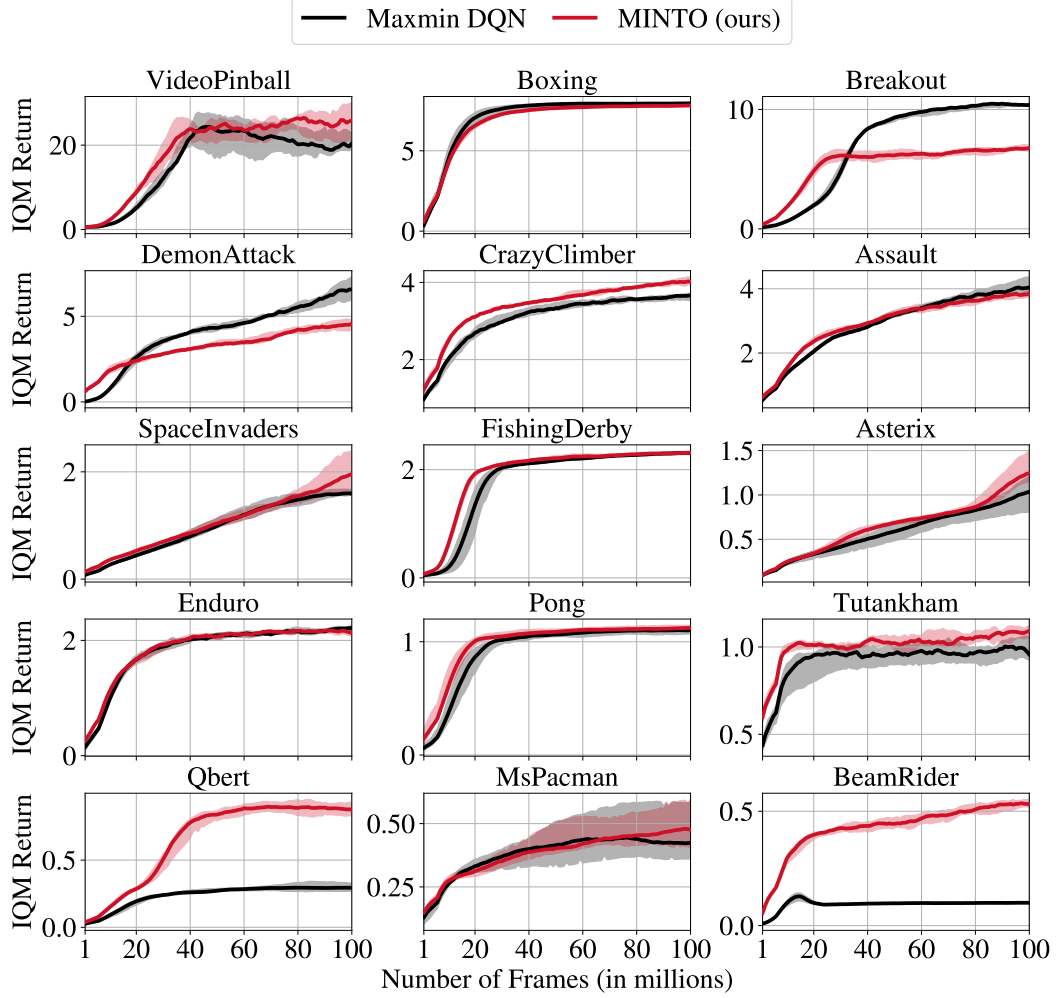 Maxmin DQN MINTO (ours)
VideoPinball Boxing Breakout
IQM Return
20
0
5
0
10
5
0
DemonAttack CrazyClimber Assault
IQM Return
5
0
4
2
4
2
SpaceInvaders FishingDerby Asterix
IQM Return
2
0
2
0
1.5
1.0
0.5
Enduro Pong Tutankham
IQM Return
2
0
1
0
1.0
0.5
Qbert MsPacman BeamRider
IQM Return
0.5
0.0
0.50
0.25
0.5
0.0
1 20 40 60 80 100 1 20 40 60 80 100 1 20 40 60 80 100
Number of Frames (in millions)